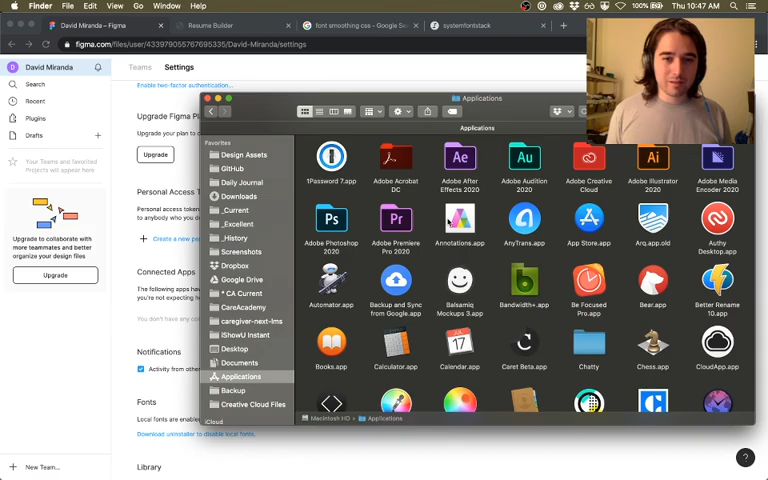 Finder File Edit View Go Window Help
100%
Thu 10:47 AM
David Miranda – Figma
Resume Builder
font smoothing css - Google Se
systemfontstack
figma.com/files/user/433979055767695335/David-Miranda/settings
D David Miranda
Search
Recent
Plugins
Drafts
Your Teams and favorited
Projects will appear
here
Upgrade to collaborate with
more teammates and better
organize your design files
Upgrade
New Team...
Teams Settings
Enable two-factor authentication...
Upgrade Figma Pl
Upgrade your plan to c
Upgrade
Personal Access T
Personal access token
to anybody who you d
Create a new pe
Connected Apps
The following apps hav
you're not expecting he
You don't have any con
Notifications
Activity from other
Fonts
Local fonts are enabled
Download uninstaller to disable local fonts.
Library
?
Applications
Applications
Favorites
Design Assets
GitHub
Daily Journal
Downloads
_Current
_Excellent
_History
Screenshots
Dropbox
Google Drive
* CA Current
CareAcademy
caregiver-next-lms
iShowU Instant
Desktop
Documents
Applications
Backup
Creative Cloud Files
iCloud
1Password 7.app
Adobe Acrobat
DC
Ae
Adobe After
Effects 2020
Au
Adobe Audition
2020
Adobe Creative
Cloud
Ai
Adobe Illustrator
2020
Adobe Media
Encoder 2020
Ps
Adobe Photoshop
2020
Pr
Adobe Premiere
Pro 2020
Annotations.app
AnyTrans.app
App Store.app
Arq.app.old
Authy
Desktop.app
Automator.app
Backup and Sync
from Google.app
Balsamiq
Mockups 3.app
Bandwidth+.app
Be Focused
Pro.app
Bear.app
Better Rename
10.app
Books.app
Calculator.app
17
Calendar.app
Caret Beta.app
Chatty
Chess.app
CloudApp.app
Macintosh HD Applications